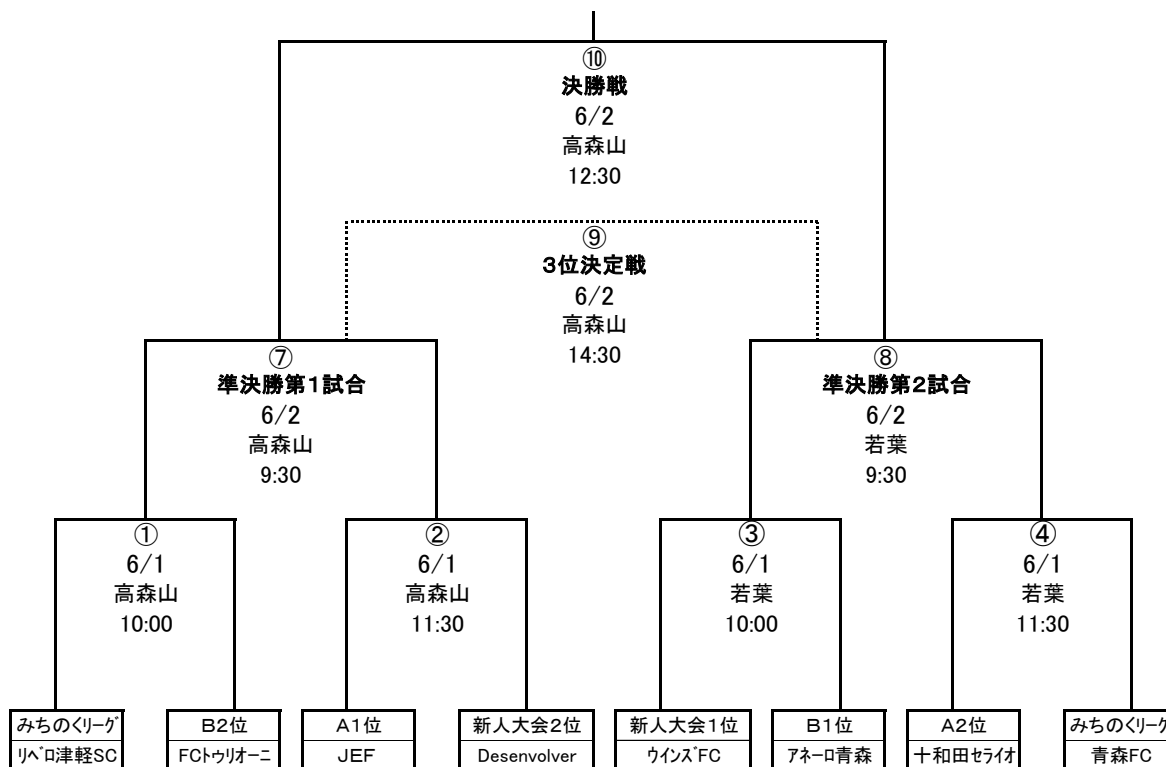 ⑩
決勝戦
6/2
高森山
12:30
⑨
3位決定戦
6/2
高森山
14:30
⑦
準決勝第1試合
6/2
高森山
9:30
⑧
準決勝第2試合
6/2
若葉
9:30
①
6/1
高森山
10:00
②
6/1
高森山
11:30
③
6/1
若葉
10:00
④
6/1
若葉
11:30
みちのくリーグ
リベロ津軽SC
B2位
FCトゥリオーニ
A1位
JEF
新人大会2位
Desenvolver
新人大会1位
ウインズFC
B1位
アネーロ青森
A2位
十和田セライオ
みちのくリーグ
青森FC